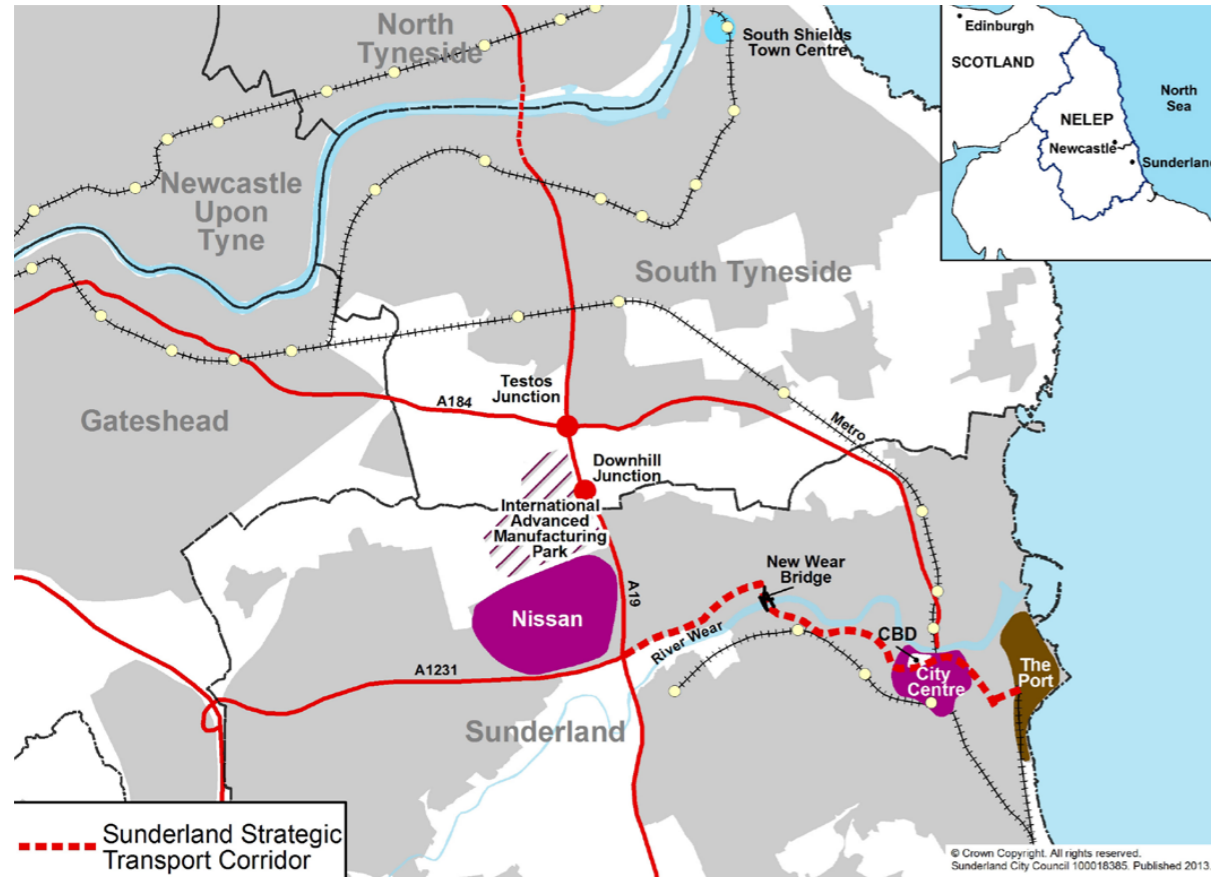 North
Tyneside
South Shields
Town Centre
Edinburgh
SCOTLAND
North
Sea
NELEP
Newcastle
Sunderland
Newcastle
Upon
Tyne
South Tyneside
Testos
Junction
A184
Gateshead
Metro
Downhill
Junction
International
Advanced
Manufacturing
Park
New Wear
Bridge
A19
Nissan
River Wear
CBD
City
Centre
The
Port
A1231
Sunderland
Sunderland Strategic
Transport Corridor
© Crown Copyright. All rights reserved.
Sunderland City Council 100018385. Published 2013.